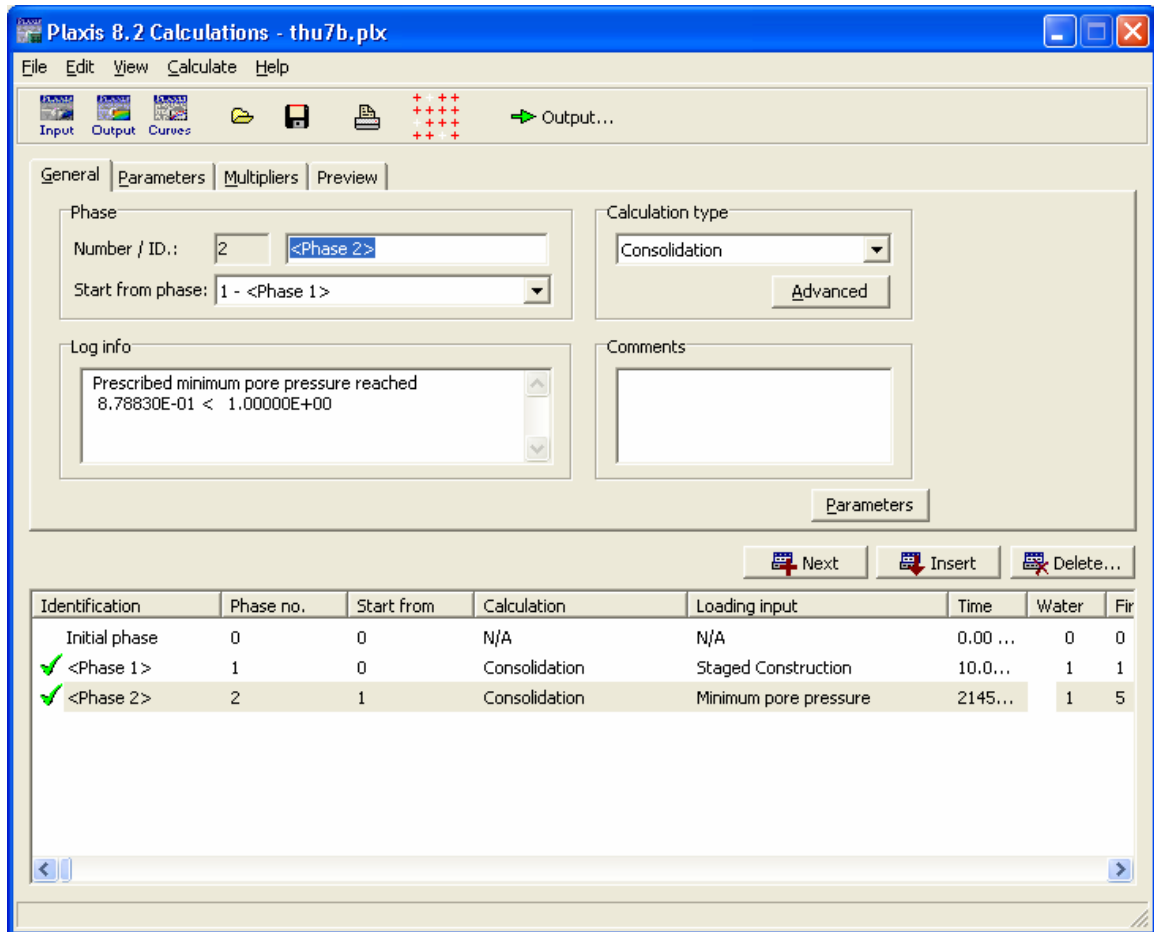 Plaxis 8.2 Calculations - thu7b.plx
File Edit View Calculate Help
Input Output Curves Output...
General Parameters Multipliers Preview
Phase
Number / ID.: 2 <Phase 2>
Start from phase: 1 - <Phase 1>
Calculation type
Consolidation
Advanced
Log info
Prescribed minimum pore pressure reached
8.78830E-01 < 1.00000E+00
Comments
Parameters
Next Insert Delete...
Identification Phase no. Start from Calculation Loading input Time Water Fir
Initial phase 0 0 N/A N/A 0.00 ... 0 0
<Phase 1> 1 0 Consolidation Staged Construction 10.0... 1 1
<Phase 2> 2 1 Consolidation Minimum pore pressure 2145... 1 5